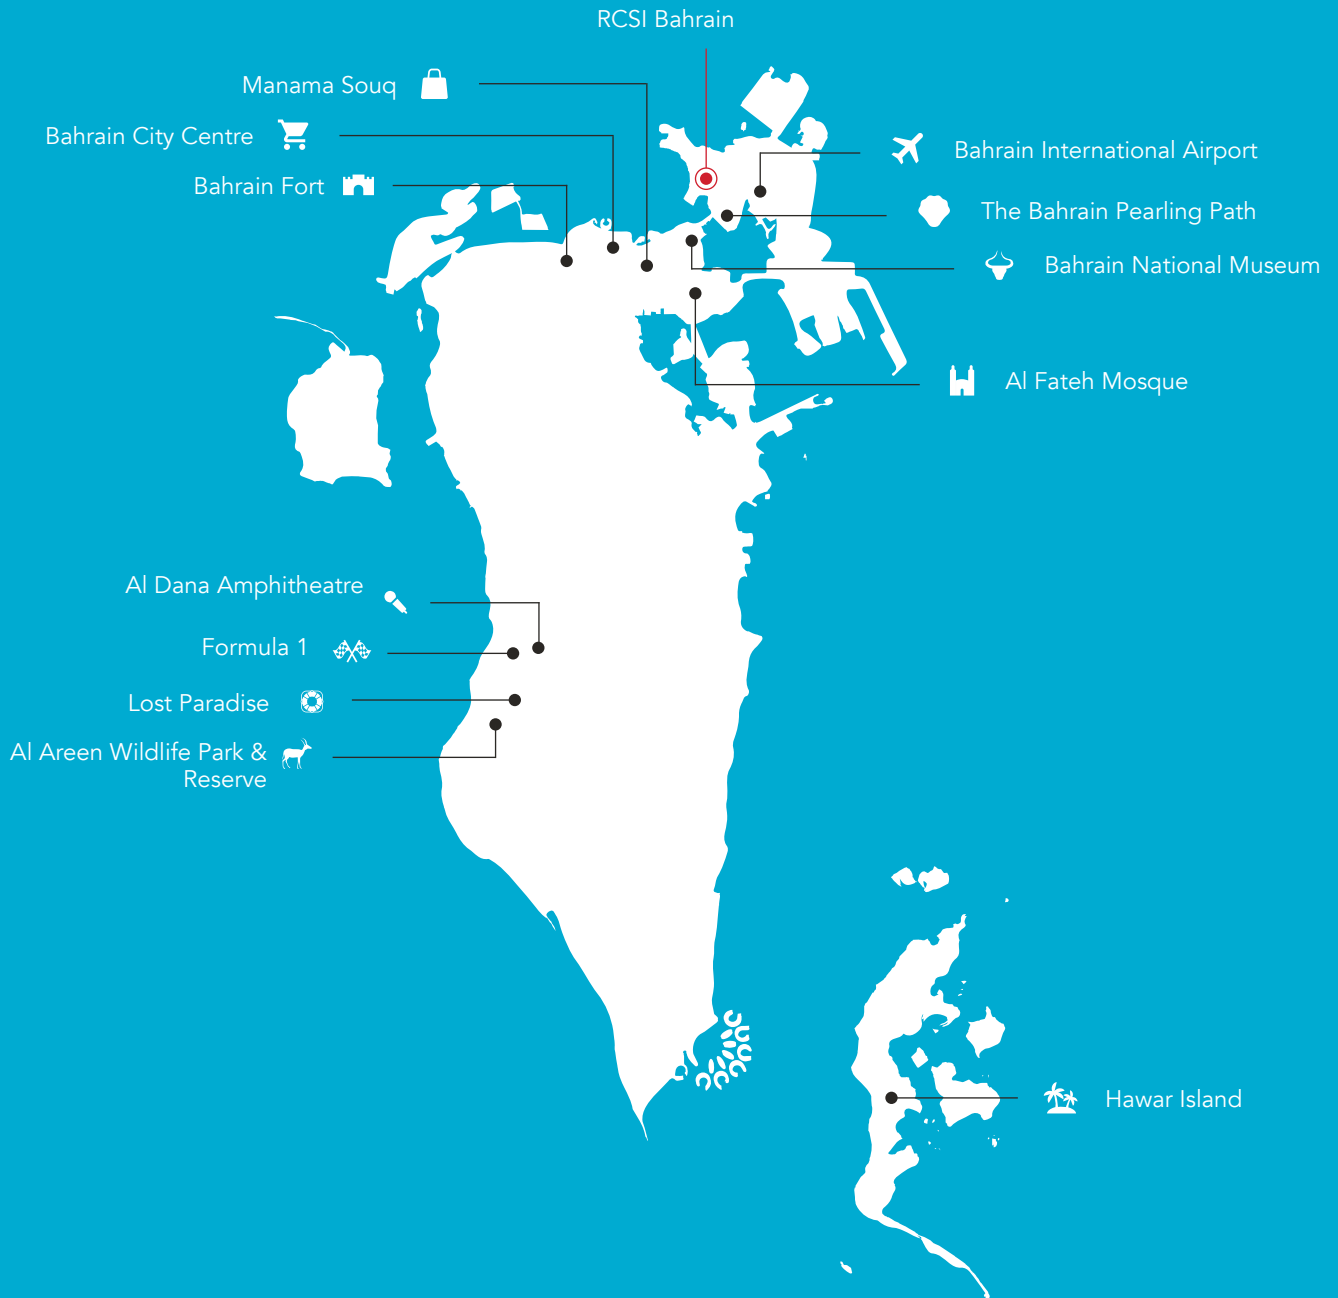 RCSI Bahrain
Manama Souq
Bahrain City Centre
Bahrain Fort
Bahrain International Airport
The Bahrain Pearling Path
Bahrain National Museum
Al Fateh Mosque
Al Dana Amphitheatre
Formula 1
Lost Paradise
Al Areen Wildlife Park &
Reserve
Hawar Island